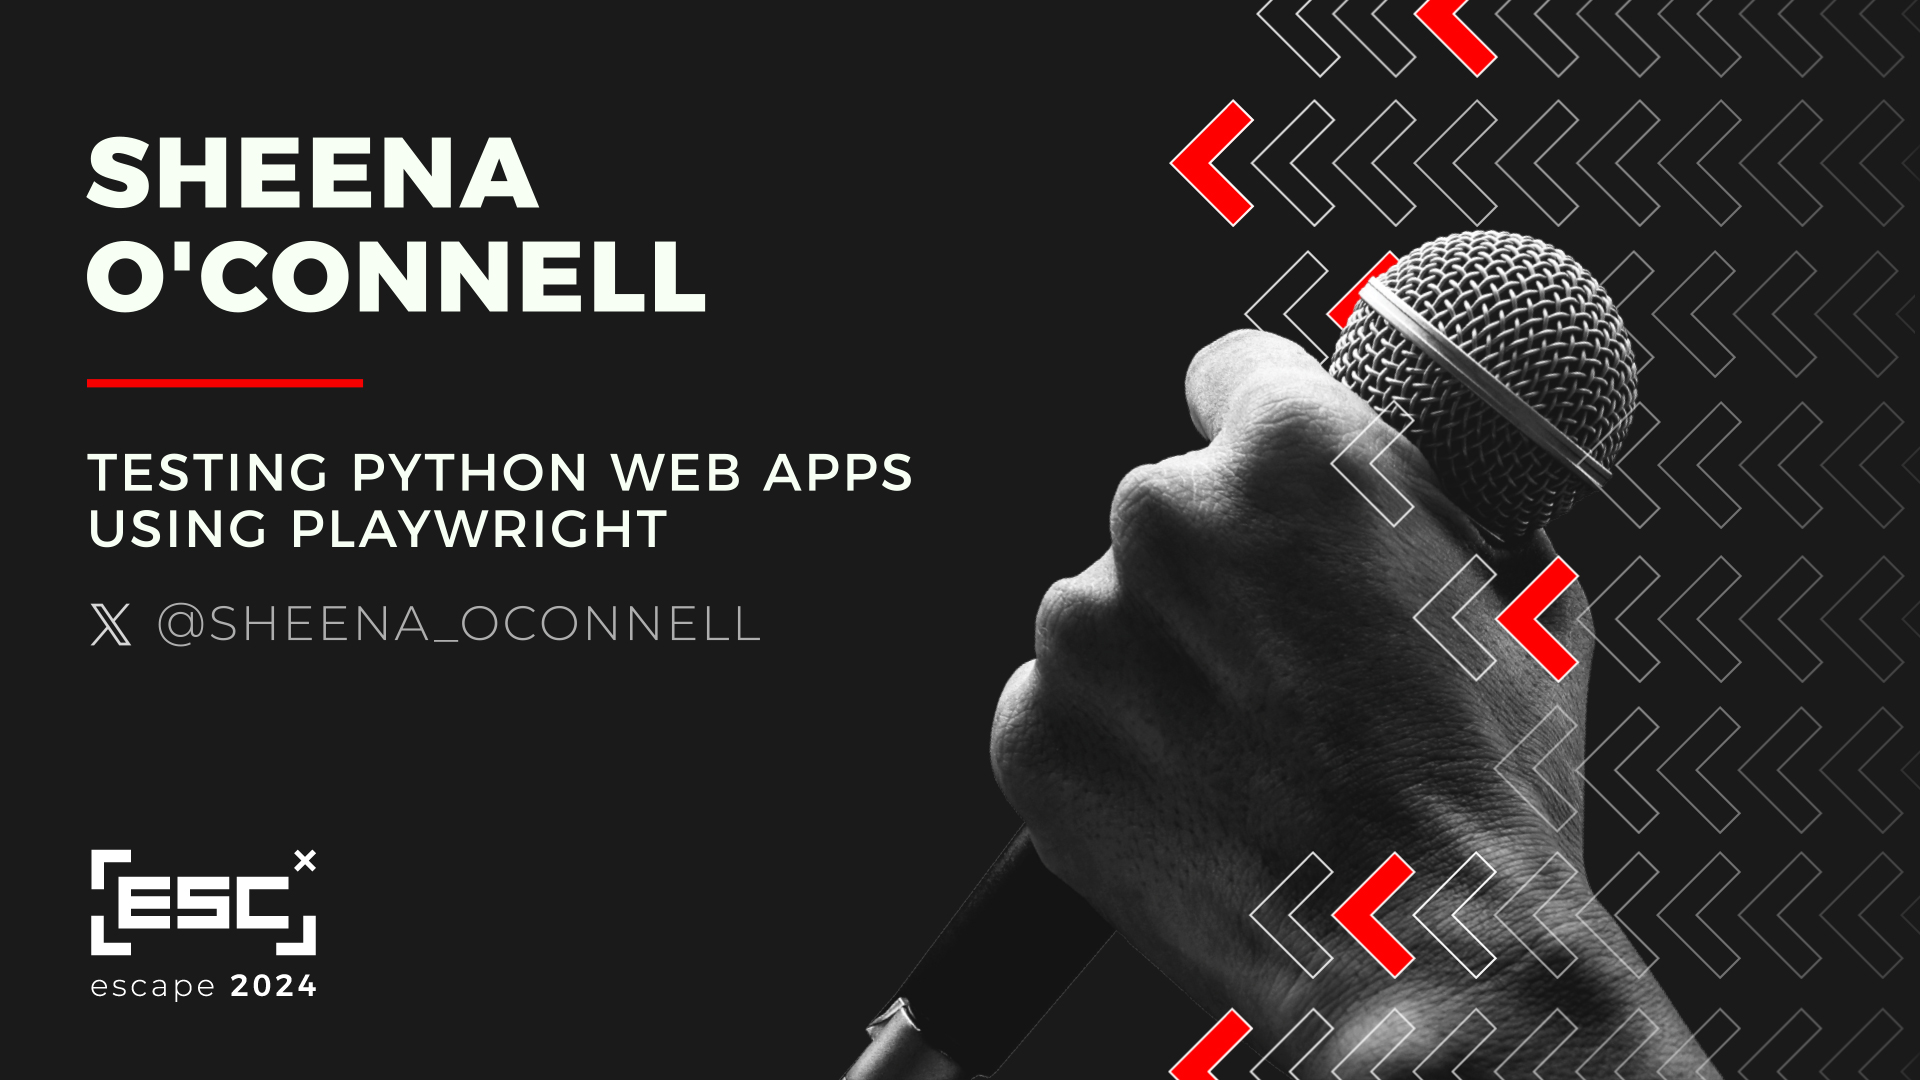 SHEENA
O'CONNELL
TESTING PYTHON WEB APPS
USING PLAYWRIGHT
𝕏 @SHEENA_OCONNELL
ESC×
escape 2024